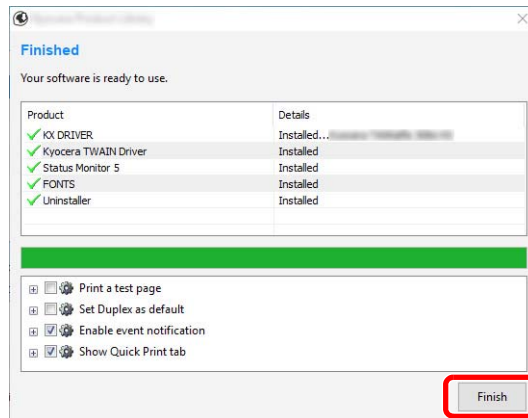 Finished
Your software is ready to use.
Product Details
KX DRIVER Installed...
Kyocera TWAIN Driver Installed
Status Monitor 5 Installed
FONTS Installed
Uninstaller Installed
Print a test page
Set Duplex as default
Enable event notification
Show Quick Print tab
Finish